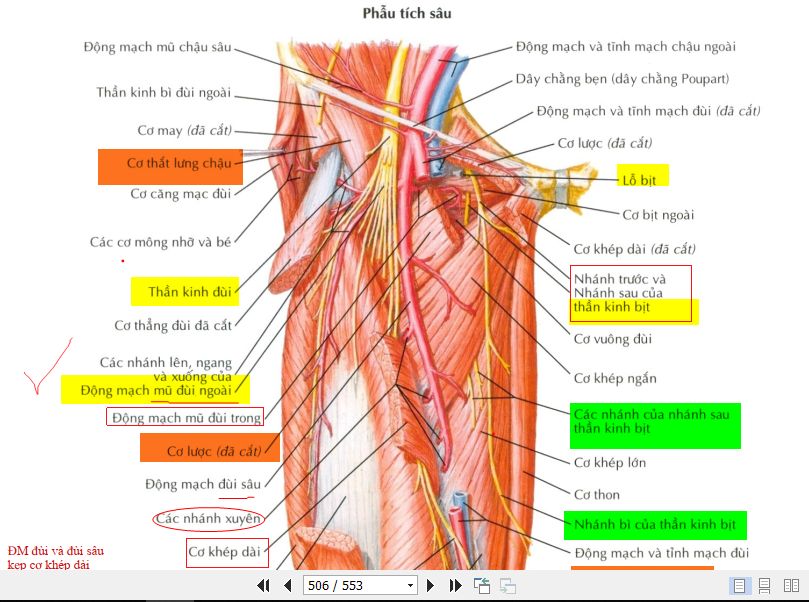 Phẫu tích sâu
Động mạch mũ chậu sâu
Thần kinh bì đùi ngoài
Cơ may (đã cắt)
Cơ thắt lưng chậu
Cơ căng mạc đùi
Các cơ mông nhỡ và bé
Thần kinh đùi
Cơ thẳng đùi đã cắt
Các nhánh lên, ngang
và xuống của
Động mạch mũ đùi ngoài
Động mạch mũ đùi trong
Cơ lược (đã cắt)
Động mạch đùi sâu
Các nhánh xuyên
Cơ khép dài
ĐM đùi và đùi sâu
kẹp cơ khép dài
Động mạch và tĩnh mạch chậu ngoài
Dây chằng bẹn (dây chằng Poupart)
Động mạch và tĩnh mạch đùi (đã cắt)
Cơ lược (đã cắt)
Lỗ bịt
Cơ bịt ngoài
Cơ khép dài (đã cắt)
Nhánh trước và
Nhánh sau của
thần kinh bịt
Cơ vuông đùi
Cơ khép ngắn
Các nhánh của nhánh sau
thần kinh bịt
Cơ khép lớn
Cơ thon
Nhánh bì của thần kinh bịt
Động mạch và tỉnh mạch đùi
506 / 553